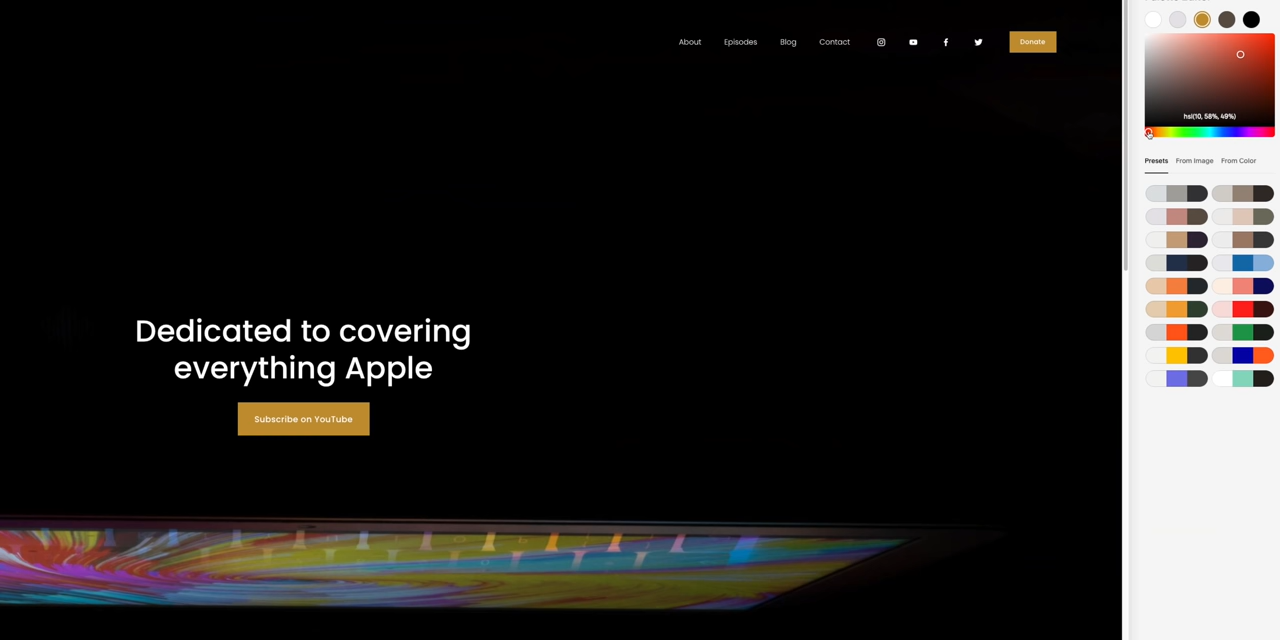 About
Episodes
Blog
Contact
Donate
hsl(10, 58%, 49%)
Presets
From Image
From Color
Dedicated to covering
everything Apple
Subscribe on YouTube